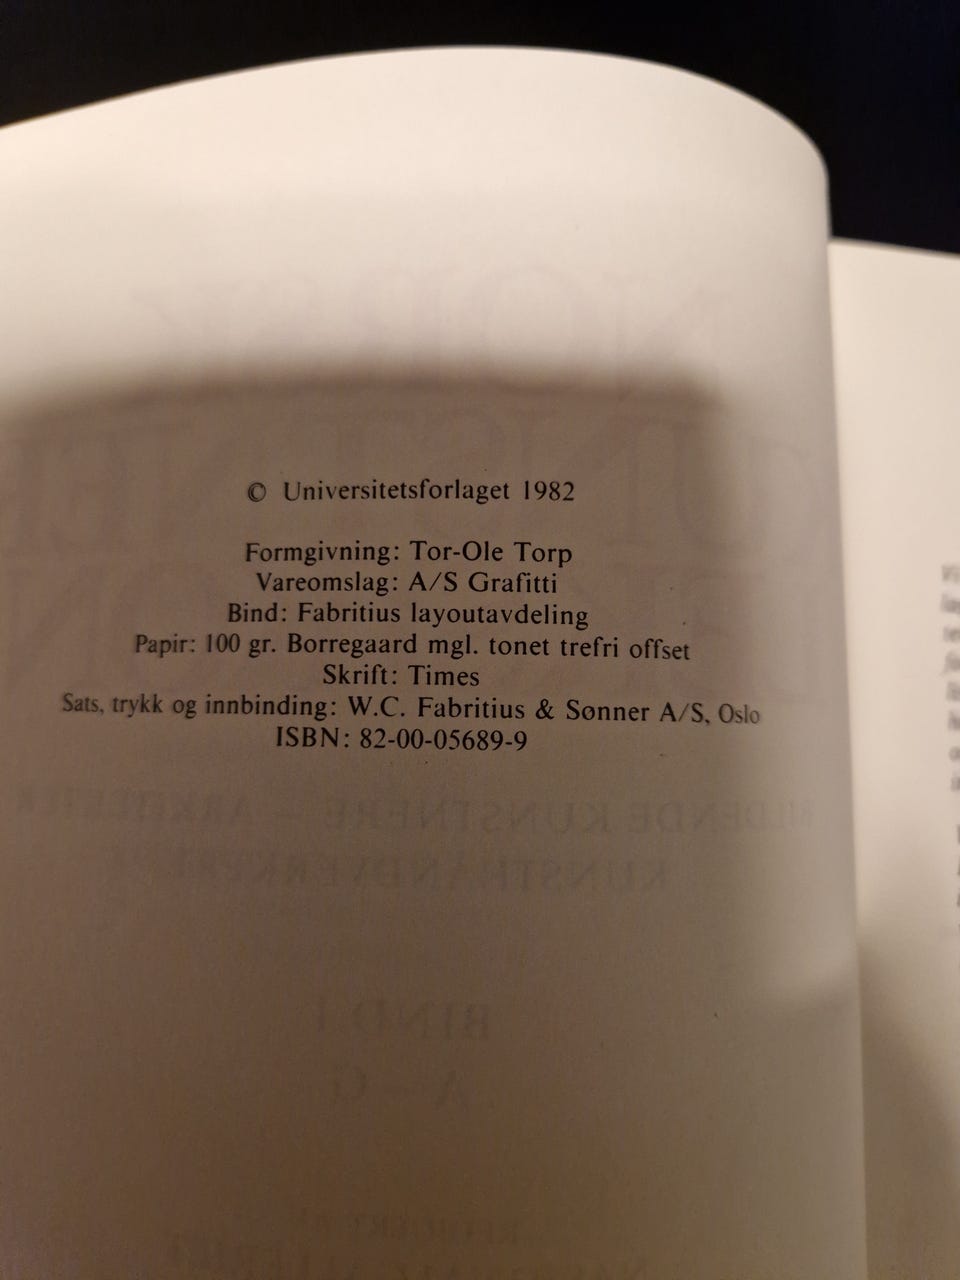 © Universitetsforlaget 1982
Formgivning: Tor-Ole Torp
Vareomslag: A/S Grafitti
Bind: Fabritius layoutavdeling
Papir: 100 gr. Borregaard mgl. tonet trefri offset
Skrift: Times
Sats, trykk og innbinding: W.C. Fabritius & Sønner A/S, Oslo
ISBN: 82-00-05689-9